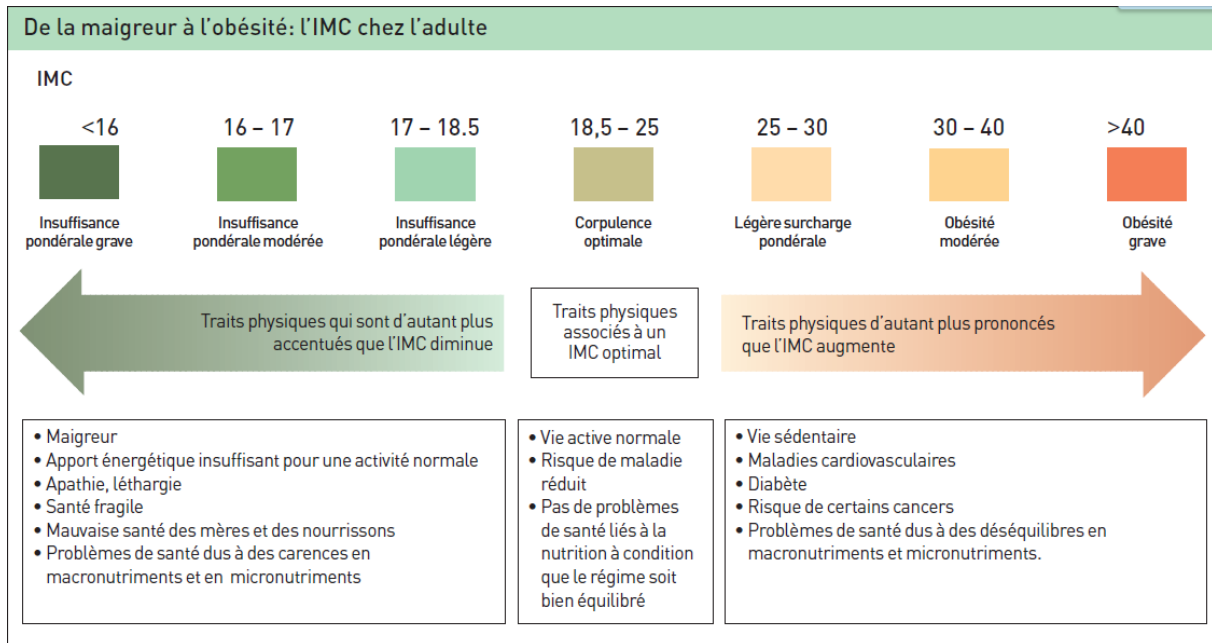 De la maigreur à l'obésité: l'IMC chez l'adulte
IMC
<16
16 – 17
17 – 18.5
18,5 – 25
25 – 30
30 – 40
>40
Insuffisance
pondérale grave
Insuffisance
pondérale modérée
Insuffisance
pondérale légère
Corpulence
optimale
Légère surcharge
pondérale
Obésité
modérée
Obésité
grave
Traits physiques qui sont d'autant plus
accentués que l'IMC diminue
Traits physiques
associés à un
IMC optimal
Traits physiques d'autant plus prononcés
que l'IMC augmente
• Maigreur
• Apport énergétique insuffisant pour une activité normale
• Apathie, léthargie
• Santé fragile
• Mauvaise santé des mères et des nourrissons
• Problèmes de santé dus à des carences en
macronutriments et en micronutriments
• Vie active normale
• Risque de maladie
réduit
• Pas de problèmes
de santé liés à la
nutrition à condition
que le régime soit
bien équilibré
• Vie sédentaire
• Maladies cardiovasculaires
• Diabète
• Risque de certains cancers
• Problèmes de santé dus à des déséquilibres en
macronutriments et micronutriments.